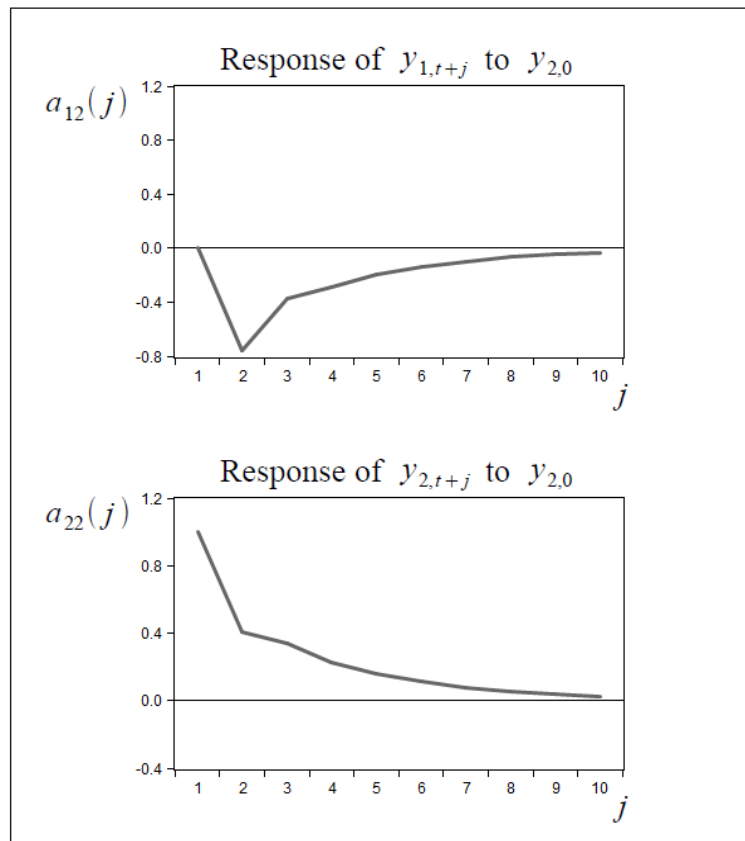 Response of y₁,ₜ₊ⱼ to y₂,₀
a₁₂(j)
1.2
0.8
0.4
0.0
-0.4
-0.8
1 2 3 4 5 6 7 8 9 10
j
Response of y₂,ₜ₊ⱼ to y₂,₀
a₂₂(j)
1.2
0.8
0.4
0.0
-0.4
1 2 3 4 5 6 7 8 9 10
j